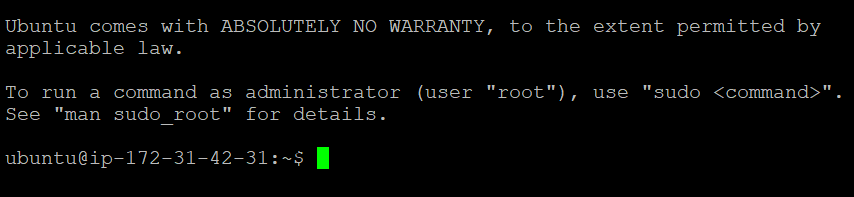 Ubuntu comes with ABSOLUTELY NO WARRANTY, to the extent permitted by
applicable law.
To run a command as administrator (user "root"), use "sudo <command>".
See "man sudo_root" for details.
ubuntu@ip-172-31-42-31:~$